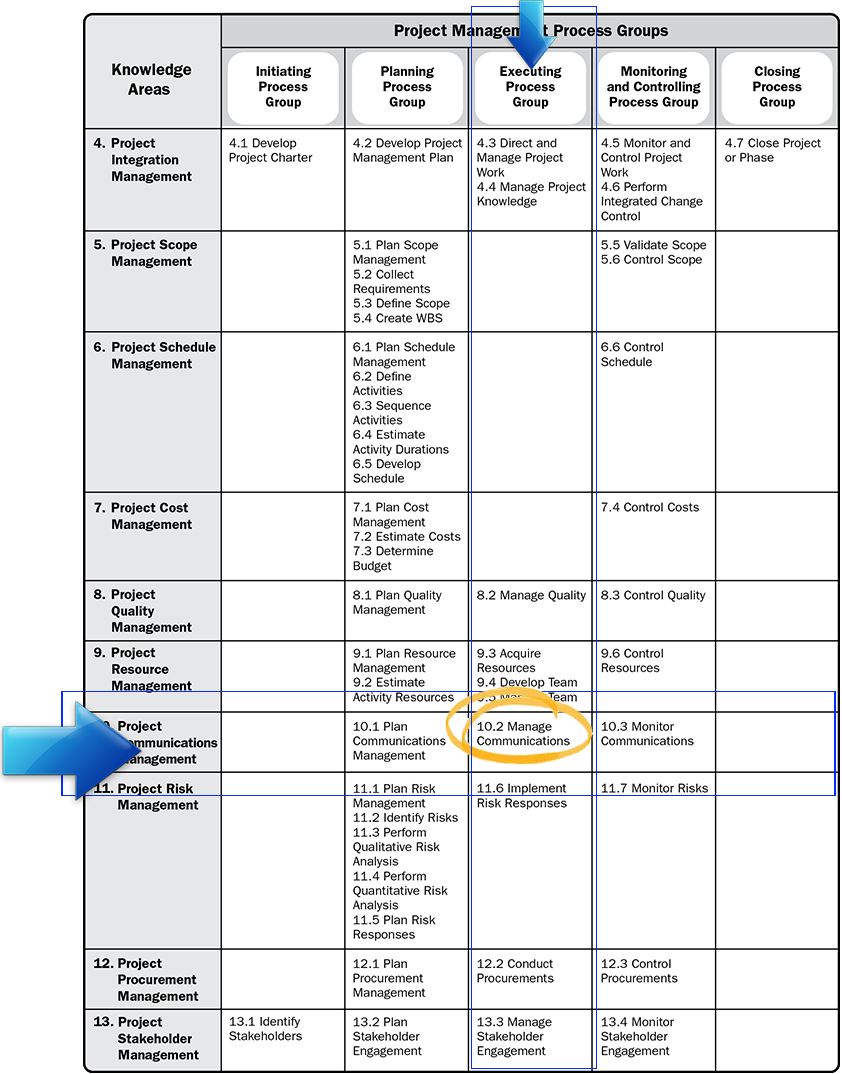 Project Management Process Groups
Knowledge
Areas
Initiating
Process
Group
Planning
Process
Group
Executing
Process
Group
Monitoring
and Controlling
Process Group
Closing
Process
Group
4. Project
Integration
Management
4.1 Develop
Project Charter
4.2 Develop Project
Management Plan
4.3 Direct and
Manage Project
Work
4.4 Manage Project
Knowledge
4.5 Monitor and
Control Project
Work
4.6 Perform
Integrated Change
Control
4.7 Close Project
or Phase
5. Project Scope
Management
5.1 Plan Scope
Management
5.2 Collect
Requirements
5.3 Define Scope
5.4 Create WBS
5.5 Validate Scope
5.6 Control Scope
6. Project Schedule
Management
6.1 Plan Schedule
Management
6.2 Define
Activities
6.3 Sequence
Activities
6.4 Estimate
Activity Durations
6.5 Develop
Schedule
6.6 Control
Schedule
7. Project Cost
Management
7.1 Plan Cost
Management
7.2 Estimate Costs
7.3 Determine
Budget
7.4 Control Costs
8. Project
Quality
Management
8.1 Plan Quality
Management
8.2 Manage Quality
8.3 Control Quality
9. Project
Resource
Management
9.1 Plan Resource
Management
9.2 Estimate
Activity Resources
9.3 Acquire
Resources
9.4 Develop Team
Team
9.6 Control
Resources
Project
10.1 Plan
Communications
Management
10.2 Manage
Communications
10.3 Monitor
Communications
11. Project Risk
Management
11.1 Plan Risk
Management
11.2 Identify Risks
11.3 Perform
Qualitative Risk
Analysis
11.4 Perform
Quantitative Risk
Analysis
11.5 Plan Risk
Responses
11.6 Implement
Risk Responses
11.7 Monitor Risks
12. Project
Procurement
Management
12.1 Plan
Procurement
Management
12.2 Conduct
Procurements
12.3 Control
Procurements
13. Project
Stakeholder
Management
13.1 Identify
Stakeholders
13.2 Plan
Stakeholder
Engagement
13.3 Manage
Stakeholder
Engagement
13.4 Monitor
Stakeholder
Engagement